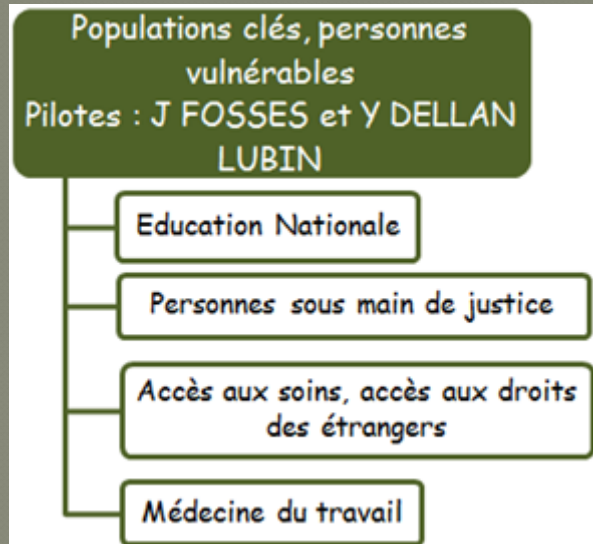 Populations clés, personnes
vulnérables
Pilotes : J FOSSES et Y DELLAN
LUBIN
Education Nationale
Personnes sous main de justice
Accès aux soins, accès aux droits
des étrangers
Médecine du travail